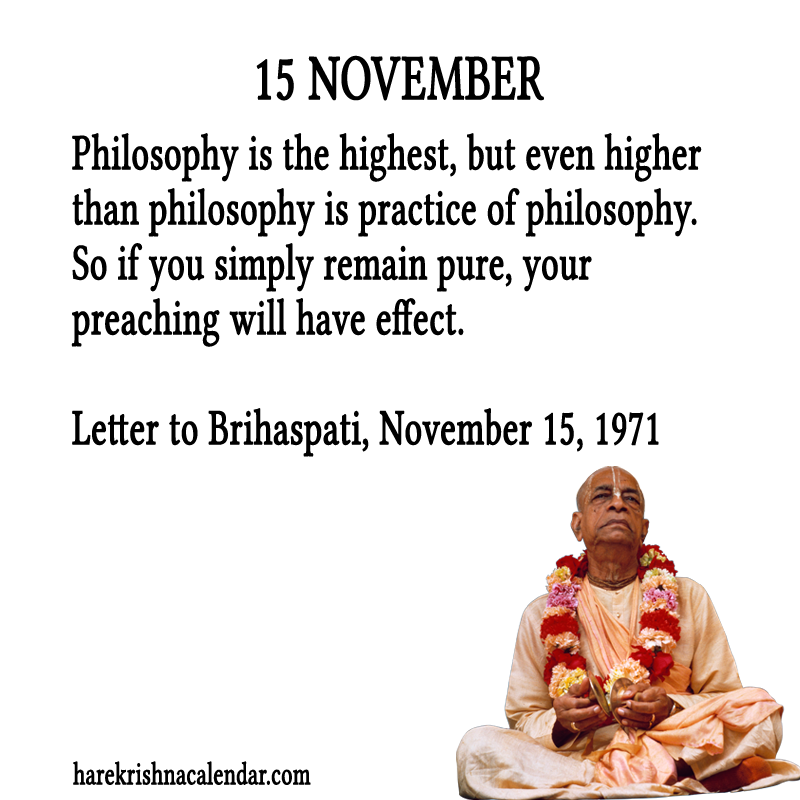 15 NOVEMBER
Philosophy is the highest, but even higher
than philosophy is practice of philosophy.
So if you simply remain pure, your
preaching will have effect.
Letter to Brihaspati, November 15, 1971
harekrishnacalendar.com